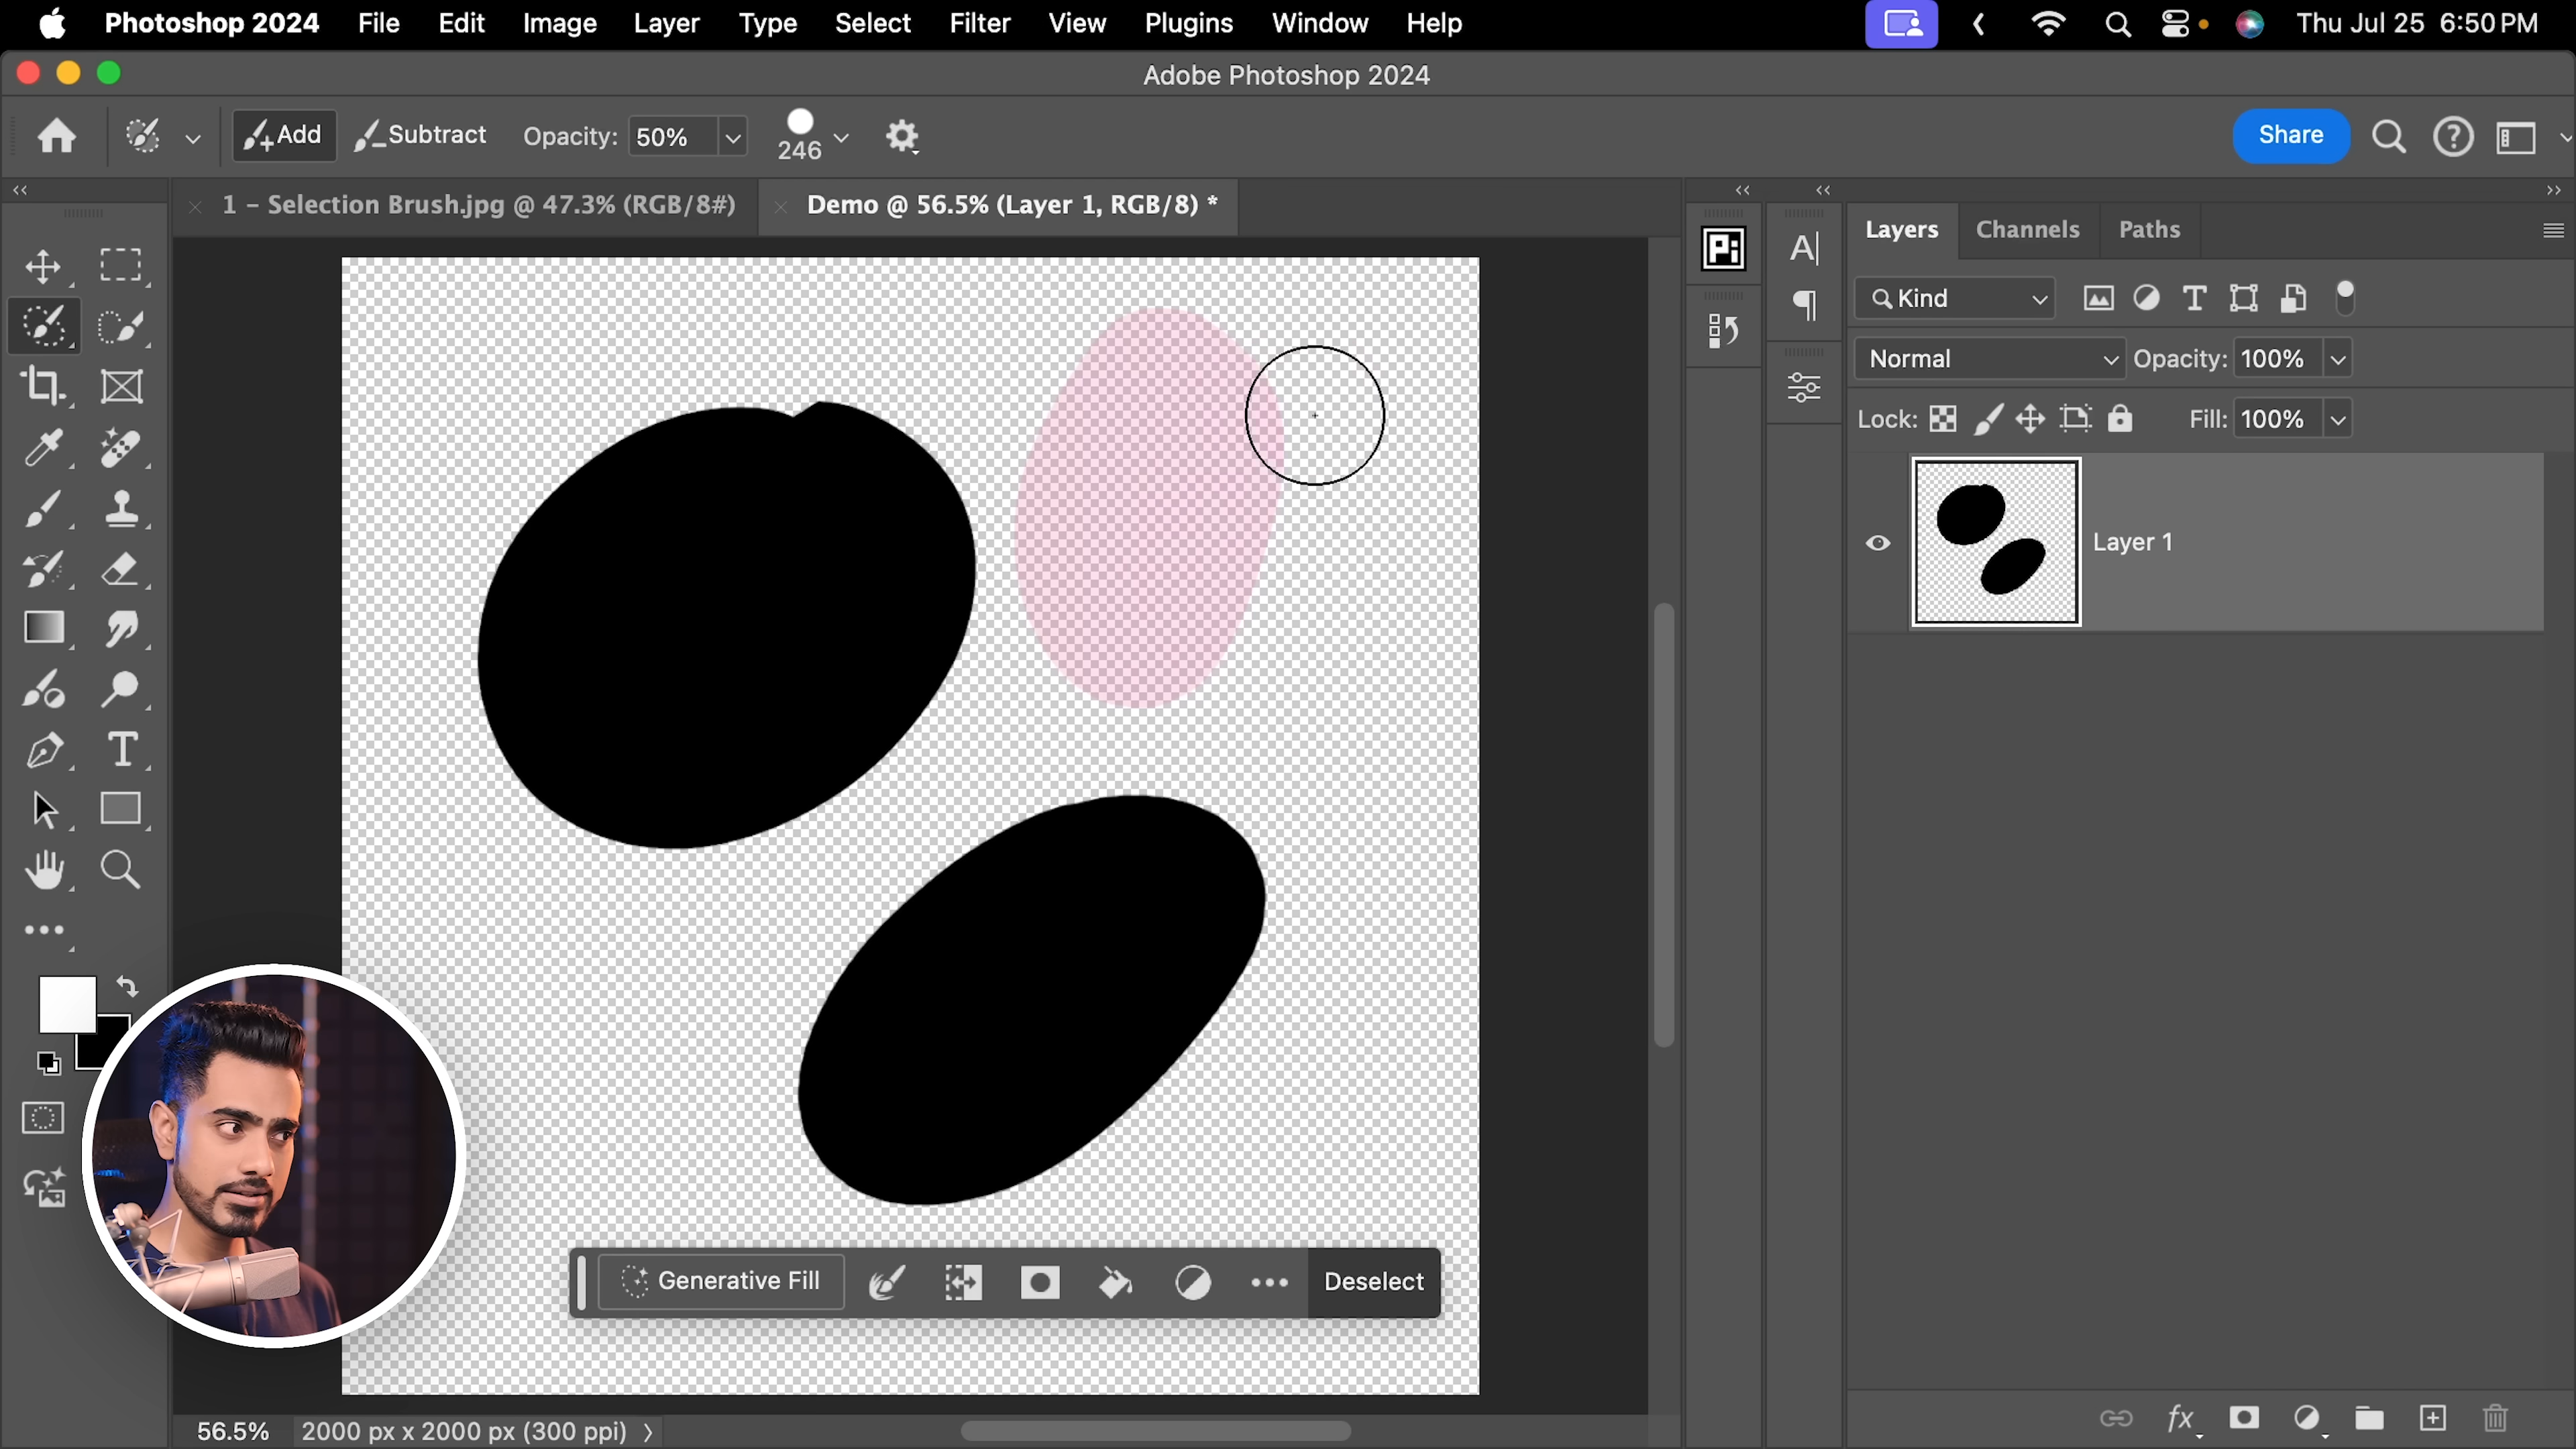 Photoshop 2024 File Edit Image Layer Type Select Filter View Plugins Window Help Thu Jul 25 6:50 PM
Adobe Photoshop 2024
Add Subtract Opacity: 50% 246 Share
1 – Selection Brush.jpg @ 47.3% (RGB/8#) Demo @ 56.5% (Layer 1, RGB/8) *
Layers Channels Paths
Kind
Normal Opacity: 100%
Lock: Fill: 100%
Layer 1
Generative Fill Deselect
56.5% 2000 px x 2000 px (300 ppi)